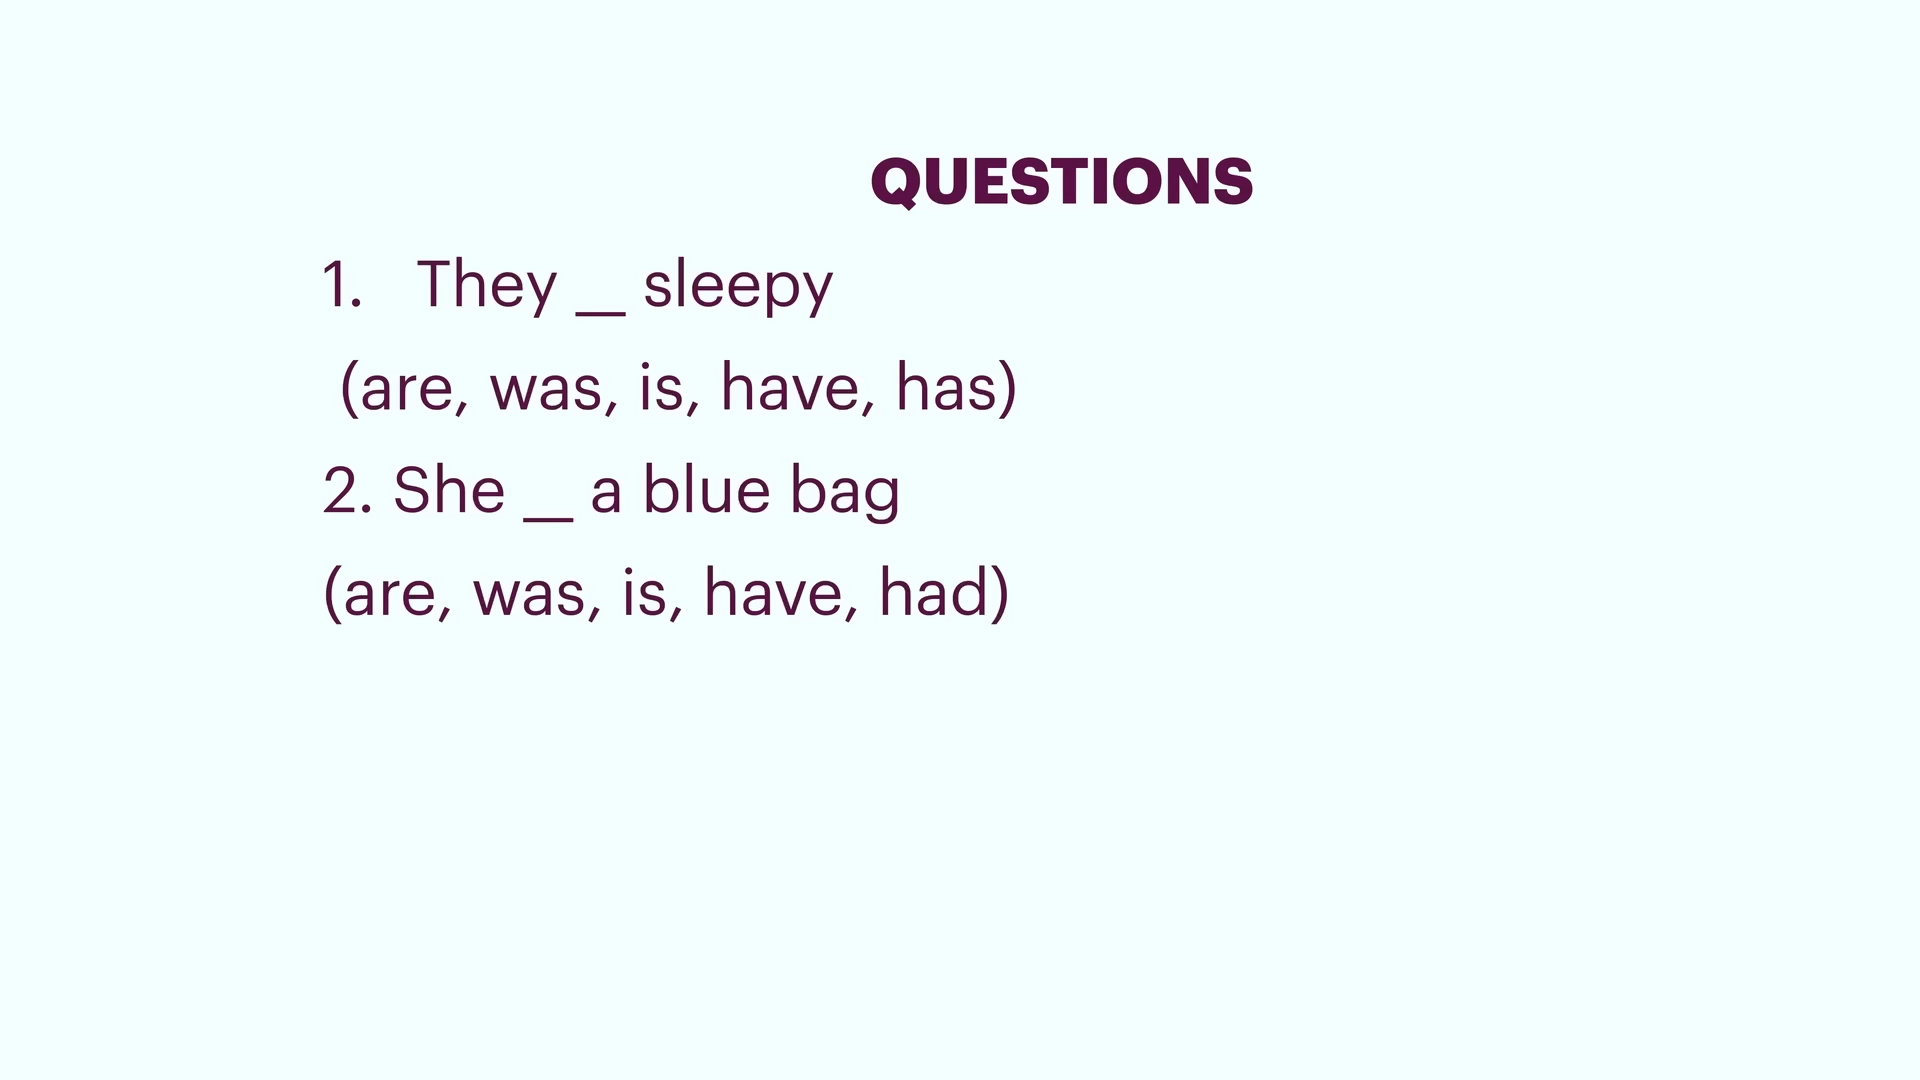 QUESTIONS
1. They __ sleepy
(are, was, is, have, has)
2. She __ a blue bag
(are, was, is, have, had)